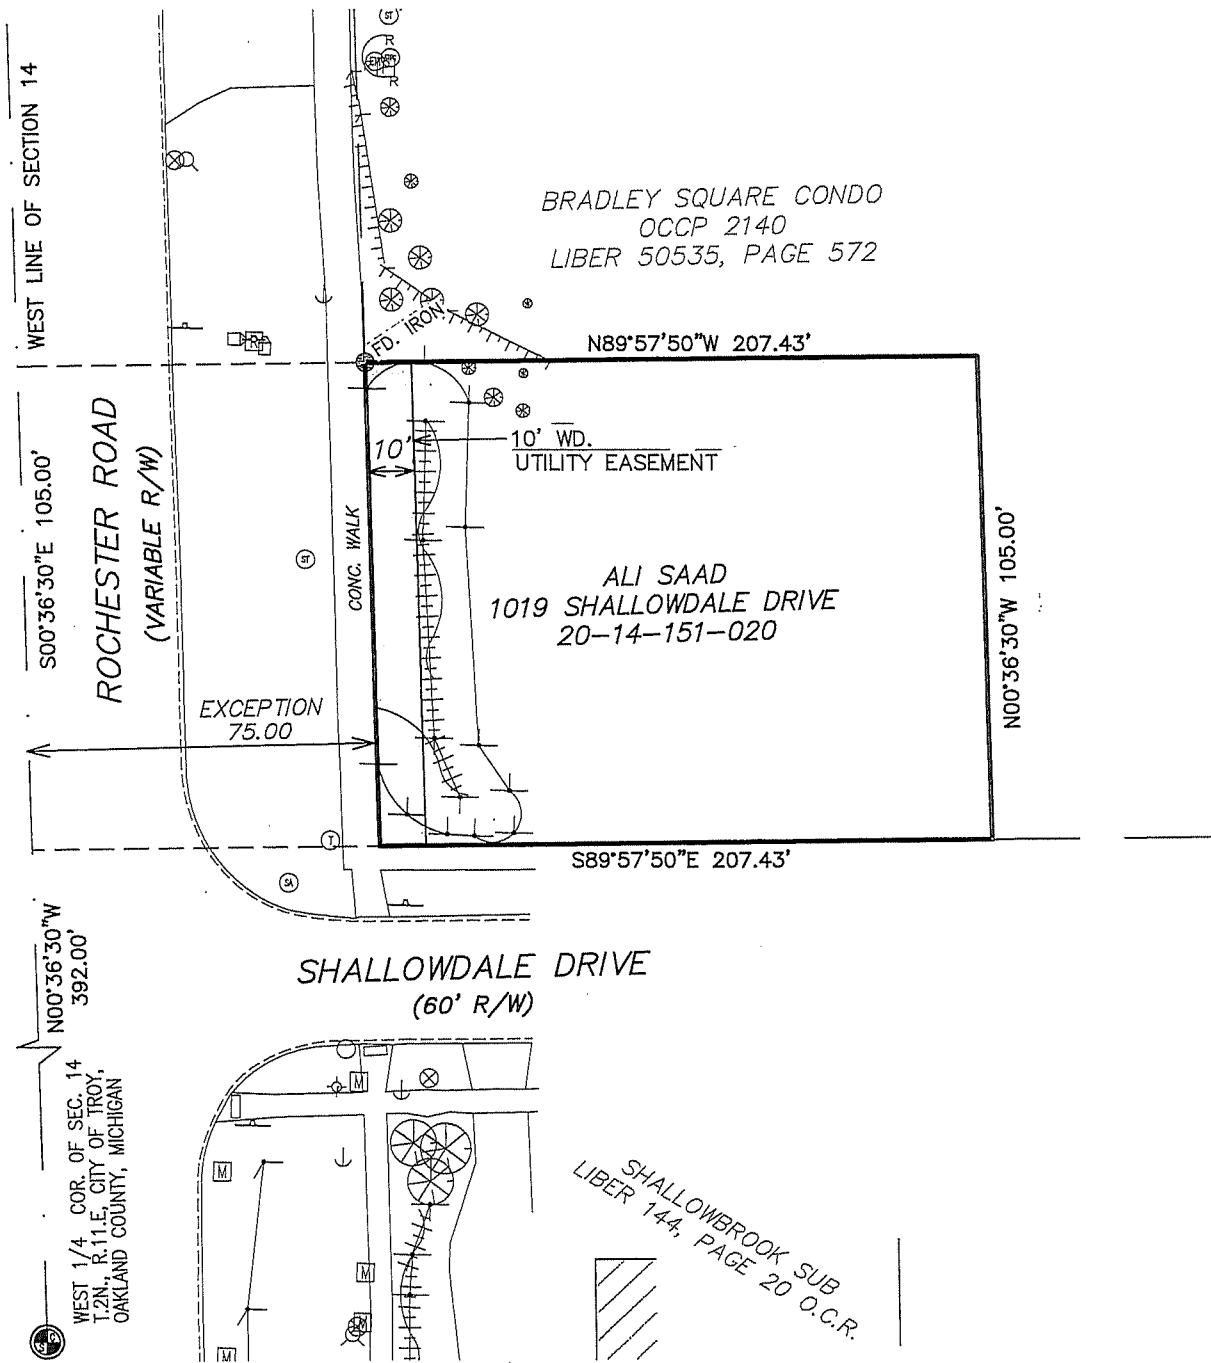 WEST LINE OF SECTION 14
BRADLEY SQUARE CONDO
OCCP 2140
LIBER 50535, PAGE 572
ST
R
R
R
FD. IRON
N89°57'50"W 207.43'
S00°36'30"E 105.00'
ROCHESTER ROAD
(VARIABLE R/W)
10'
10' WD.
UTILITY EASEMENT
CONC. WALK
ST
ALI SAAD
1019 SHALLOWDALE DRIVE
20-14-151-020
N00°36'30"W 105.00'
EXCEPTION
75.00
T
SA
S89°57'50"E 207.43'
N00°36'30"W
392.00'
SHALLOWDALE DRIVE
(60' R/W)
WEST 1/4 COR. OF SEC. 14
T.2N., R.11.E, CITY OF TROY,
OAKLAND COUNTY, MICHIGAN
M
M
M
M
M
SHALLOWBROOK SUB
LIBER 144, PAGE 20 O.C.R.
S C